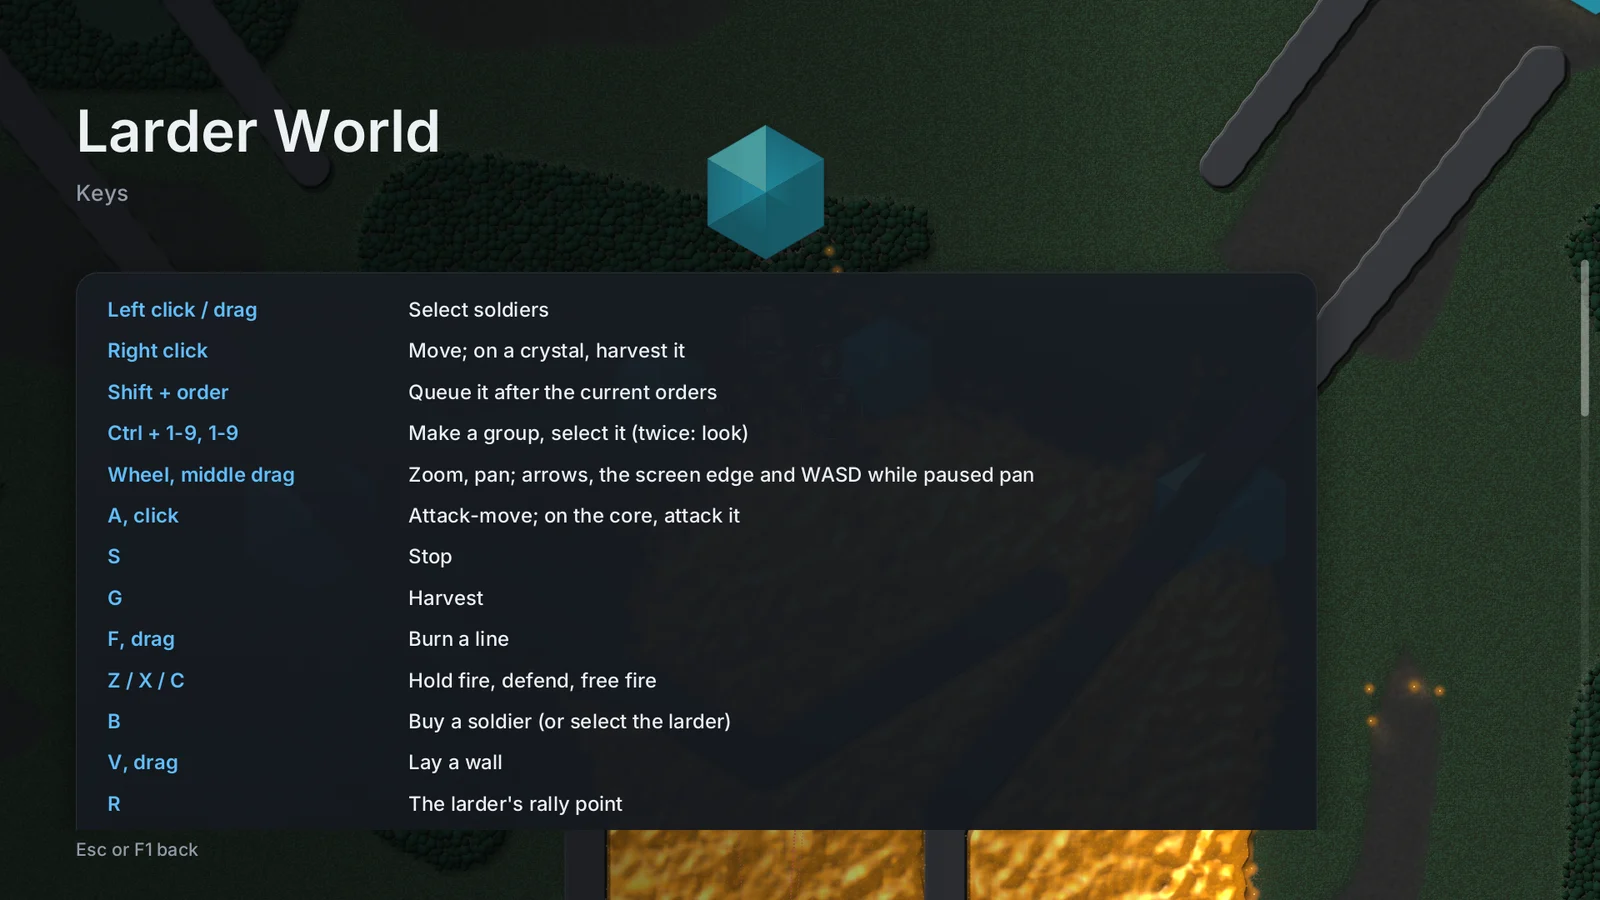 Larder World
Keys
Left click / drag Select soldiers
Right click Move; on a crystal, harvest it
Shift + order Queue it after the current orders
Ctrl + 1-9, 1-9 Make a group, select it (twice: look)
Wheel, middle drag Zoom, pan; arrows, the screen edge and WASD while paused pan
A, click Attack-move; on the core, attack it
S Stop
G Harvest
F, drag Burn a line
Z / X / C Hold fire, defend, free fire
B Buy a soldier (or select the larder)
V, drag Lay a wall
R The larder's rally point
Esc or F1 back